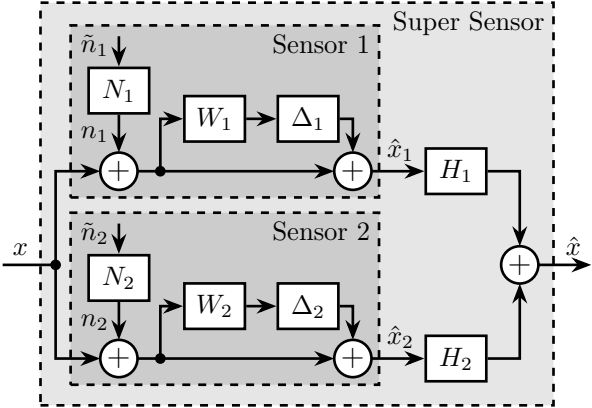 Super Sensor
Sensor 1
ñ₁
N₁
n₁
W₁
Δ₁
+
+
x̂₁
H₁
x
+
x̂
Sensor 2
ñ₂
N₂
n₂
W₂
Δ₂
+
+
x̂₂
H₂